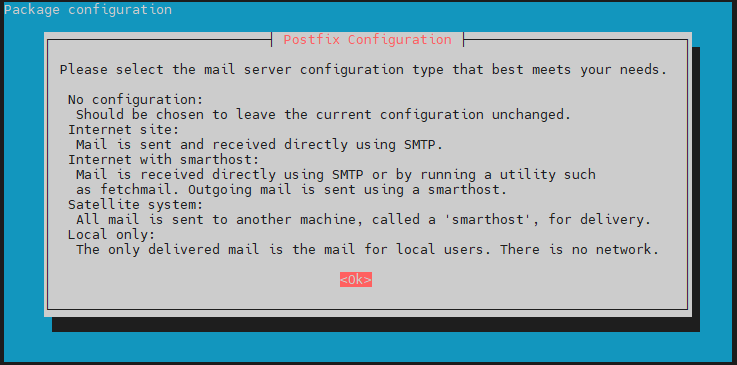 Package configuration
Postfix Configuration
Please select the mail server configuration type that best meets your needs.
No configuration:
Should be chosen to leave the current configuration unchanged.
Internet site:
Mail is sent and received directly using SMTP.
Internet with smarthost:
Mail is received directly using SMTP or by running a utility such
as fetchmail. Outgoing mail is sent using a smarthost.
Satellite system:
All mail is sent to another machine, called a 'smarthost', for delivery.
Local only:
The only delivered mail is the mail for local users. There is no network.
<Ok>